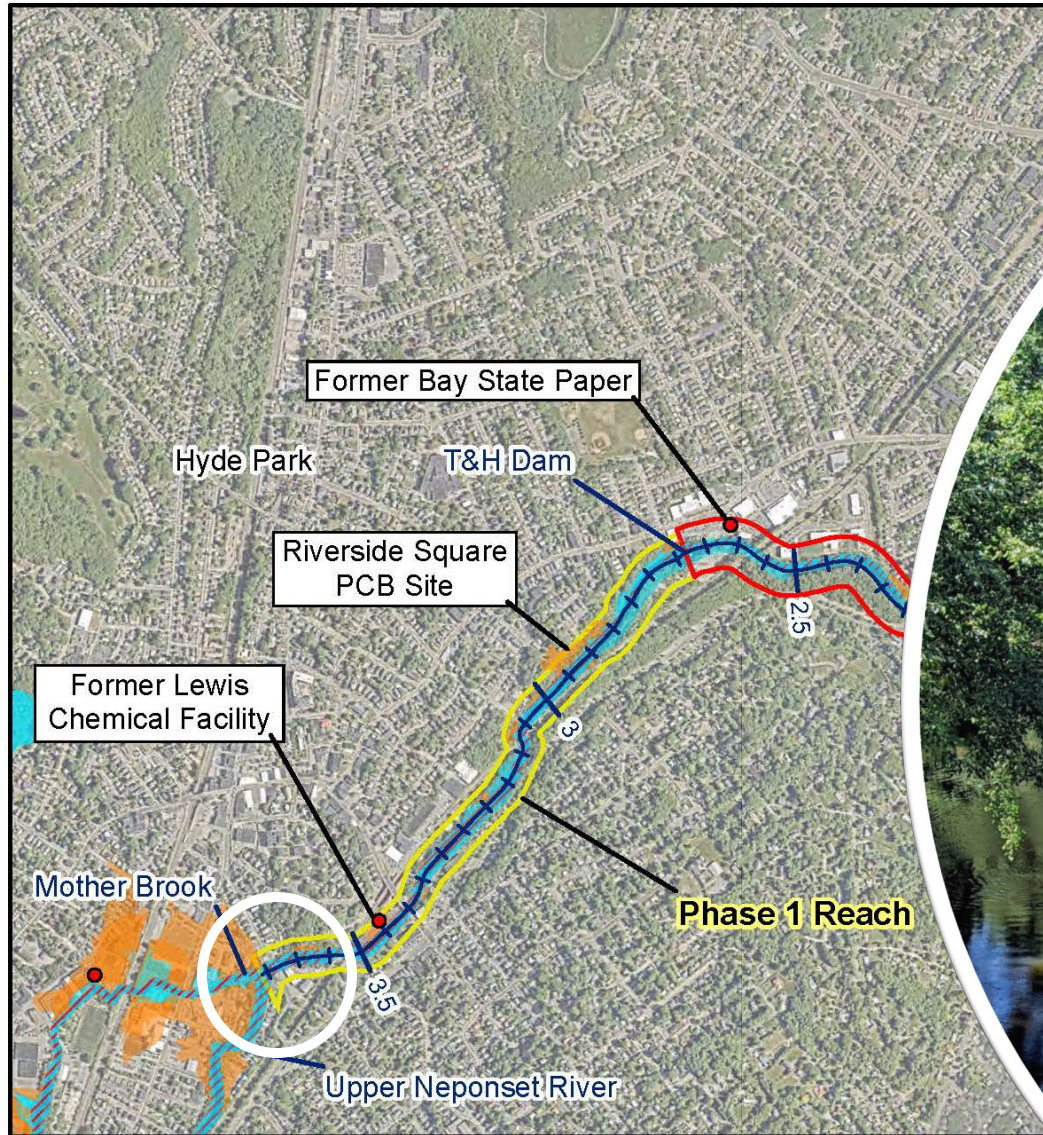 Former Bay State Paper
Hyde Park
T&H Dam
Riverside Square
PCB Site
2.5
Former Lewis
Chemical Facility
3
Mother Brook
Phase 1 Reach
3.5
Upper Neponset River